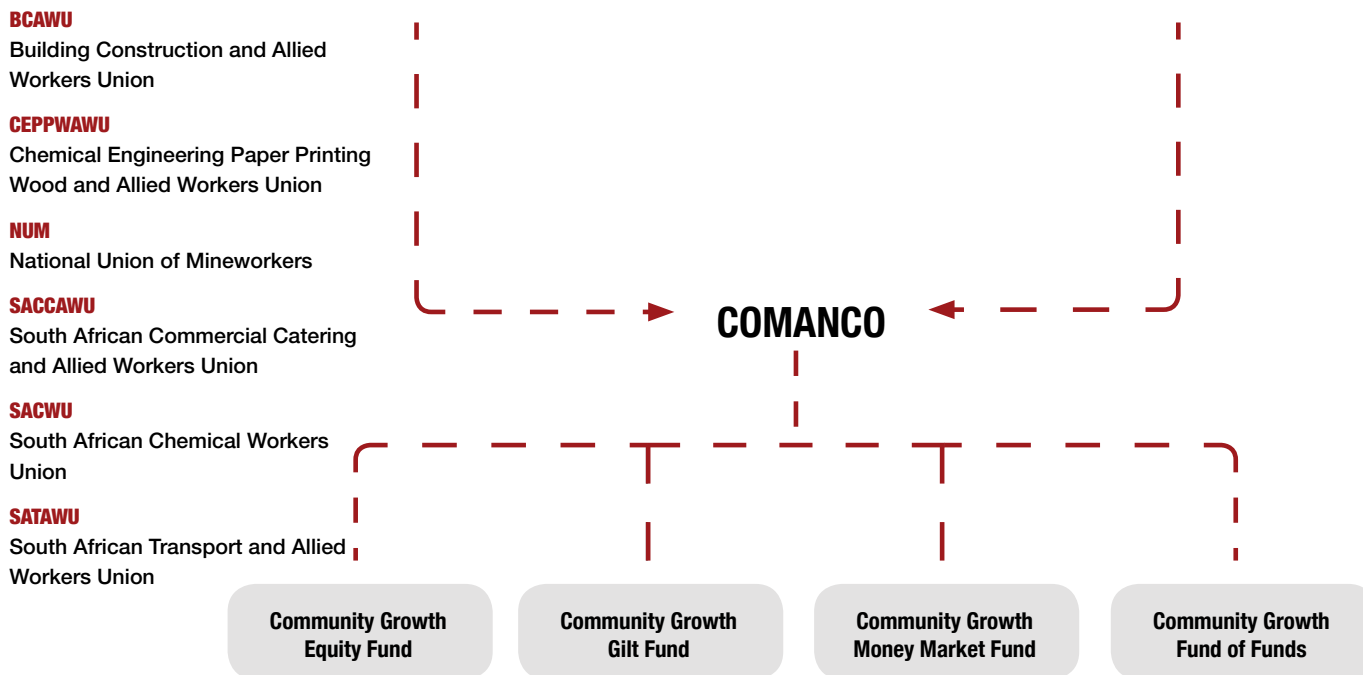 BCAWU
Building Construction and Allied
Workers Union
CEPPWAWU
Chemical Engineering Paper Printing
Wood and Allied Workers Union
NUM
National Union of Mineworkers
SACCAWU
South African Commercial Catering
and Allied Workers Union
SACWU
South African Chemical Workers
Union
SATAWU
South African Transport and Allied
Workers Union
COMANCO
Community Growth
Equity Fund
Community Growth
Gilt Fund
Community Growth
Money Market Fund
Community Growth
Fund of Funds